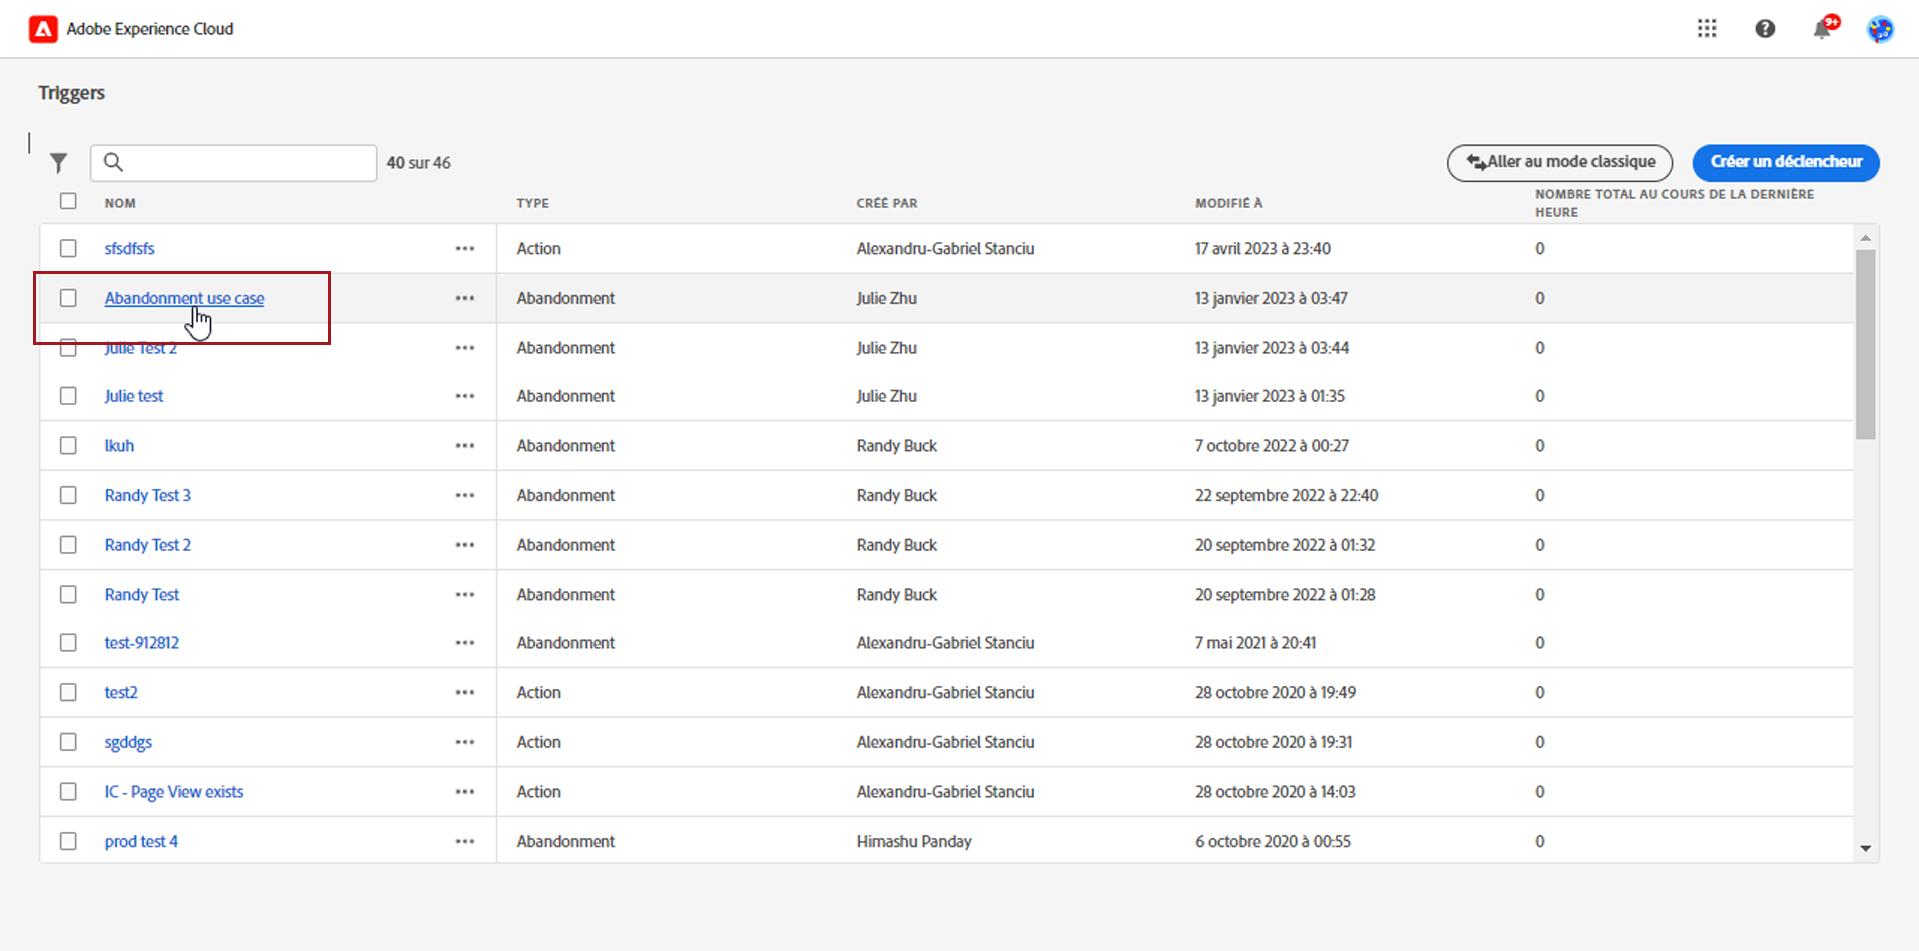 Adobe Experience Cloud
9+
Triggers
40 sur 46
Aller au mode classique
Créer un déclencheur
NOM TYPE CRÉÉ PAR MODIFIÉ À NOMBRE TOTAL AU COURS DE LA DERNIÈRE
HEURE
sfsdfsfs ••• Action Alexandru-Gabriel Stanciu 17 avril 2023 à 23:40 0
Abandonment use case ••• Abandonment Julie Zhu 13 janvier 2023 à 03:47 0
Julie Test 2 ••• Abandonment Julie Zhu 13 janvier 2023 à 03:44 0
Julie test ••• Abandonment Julie Zhu 13 janvier 2023 à 01:35 0
lkuh ••• Abandonment Randy Buck 7 octobre 2022 à 00:27 0
Randy Test 3 ••• Abandonment Randy Buck 22 septembre 2022 à 22:40 0
Randy Test 2 ••• Abandonment Randy Buck 20 septembre 2022 à 01:32 0
Randy Test ••• Abandonment Randy Buck 20 septembre 2022 à 01:28 0
test-912812 ••• Abandonment Alexandru-Gabriel Stanciu 7 mai 2021 à 20:41 0
test2 ••• Action Alexandru-Gabriel Stanciu 28 octobre 2020 à 19:49 0
sgddgs ••• Action Alexandru-Gabriel Stanciu 28 octobre 2020 à 19:31 0
IC - Page View exists ••• Action Alexandru-Gabriel Stanciu 28 octobre 2020 à 14:03 0
prod test 4 ••• Abandonment Himashu Panday 6 octobre 2020 à 00:55 0